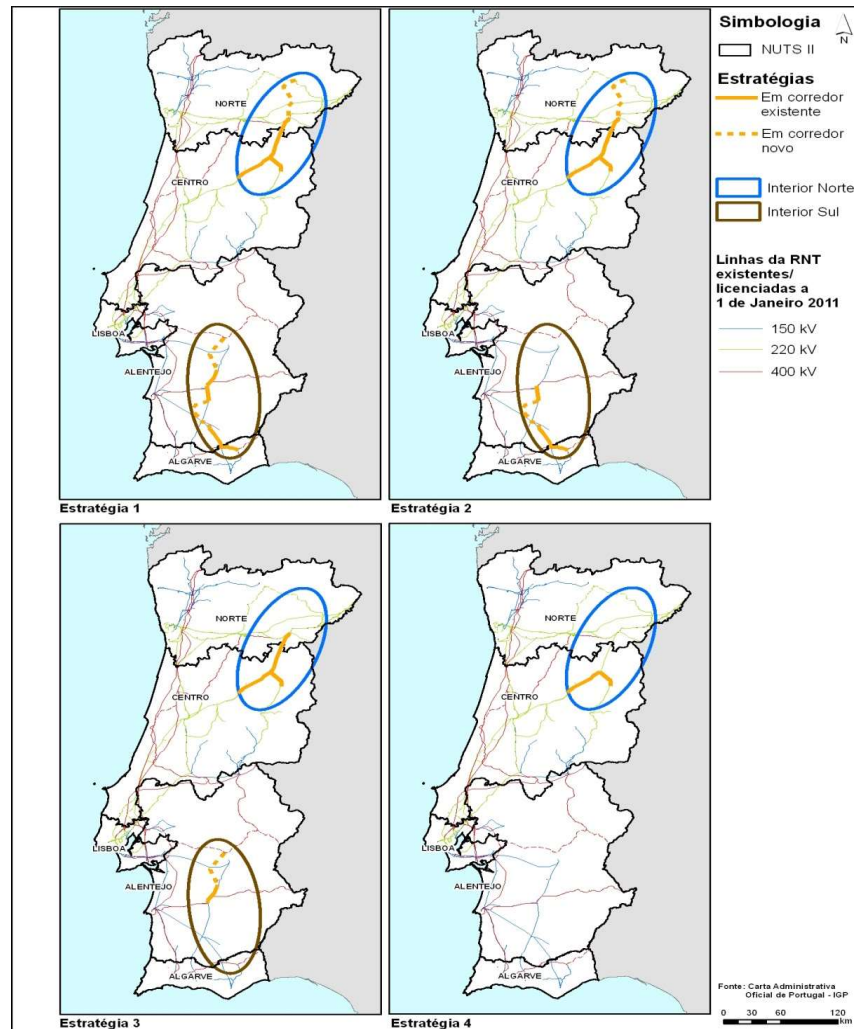 NORTE
CENTRO
LISBOA
ALENTEJO
ALGARVE
Estratégia 1
NORTE
CENTRO
LISBOA
ALENTEJO
ALGARVE
Estratégia 2
Simbologia
N
NUTS II
Estratégias
Em corredor
existente
Em corredor
novo
Interior Norte
Interior Sul
Linhas da RNT
existentes/
licenciadas a
1 de Janeiro 2011
150 kV
220 kV
400 kV
NORTE
CENTRO
LISBOA
ALENTEJO
ALGARVE
Estratégia 3
NORTE
CENTRO
LISBOA
ALENTEJO
ALGARVE
Estratégia 4
Fonte: Carta Administrativa
Oficial de Portugal - IGP
0 30 60 120
km